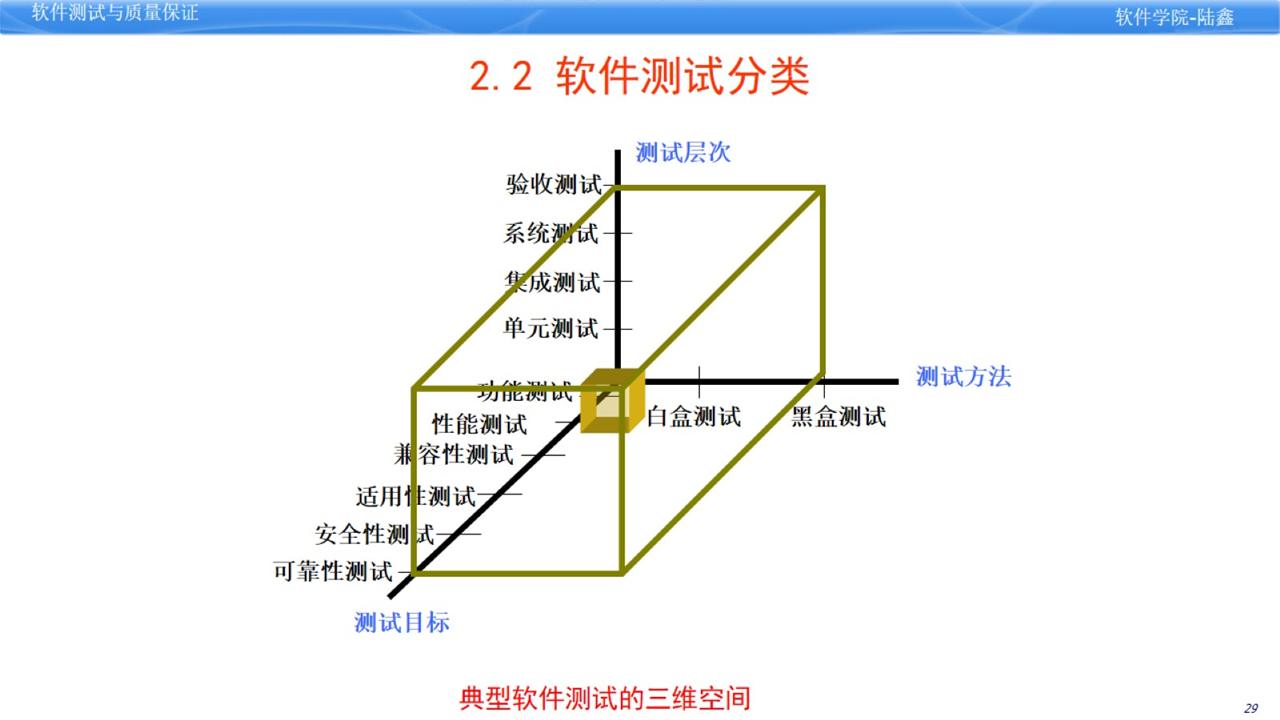 软件测试与质量保证
软件学院-陆鑫
2.2 软件测试分类
测试层次
验收测试
系统测试
集成测试
单元测试
测试方法
功能测试
白盒测试
黑盒测试
性能测试
兼容性测试
适用性测试
安全性测试
可靠性测试
测试目标
典型软件测试的三维空间
29